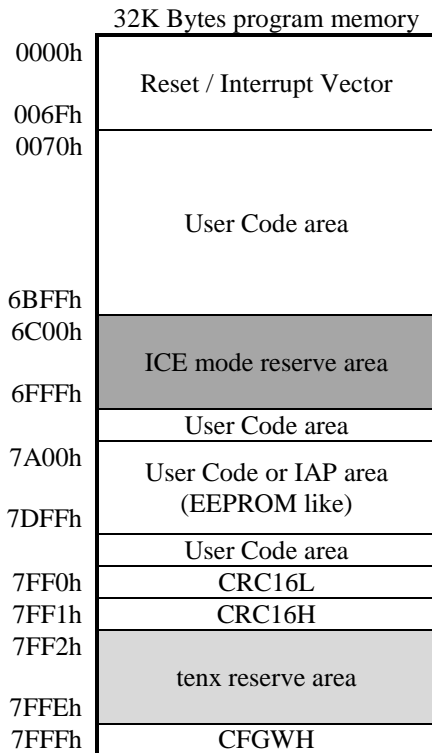 32K Bytes program memory
0000h
Reset / Interrupt Vector
006Fh
0070h
User Code area
6BFFh
6C00h
ICE mode reserve area
6FFFh
User Code area
7A00h
User Code or IAP area
(EEPROM like)
7DFFh
User Code area
7FF0h CRC16L
7FF1h CRC16H
7FF2h
tenx reserve area
7FFEh
7FFFh CFGWH